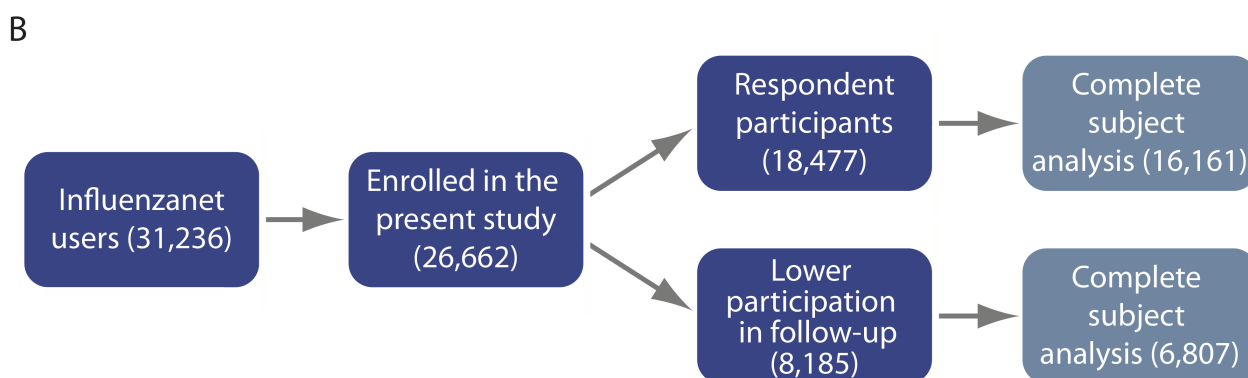 B
Influenzanet
users (31,236)
Enrolled in the
present study
(26,662)
Respondent
participants
(18,477)
Complete
subject
analysis (16,161)
Lower
participation
in follow-up
(8,185)
Complete
subject
analysis (6,807)